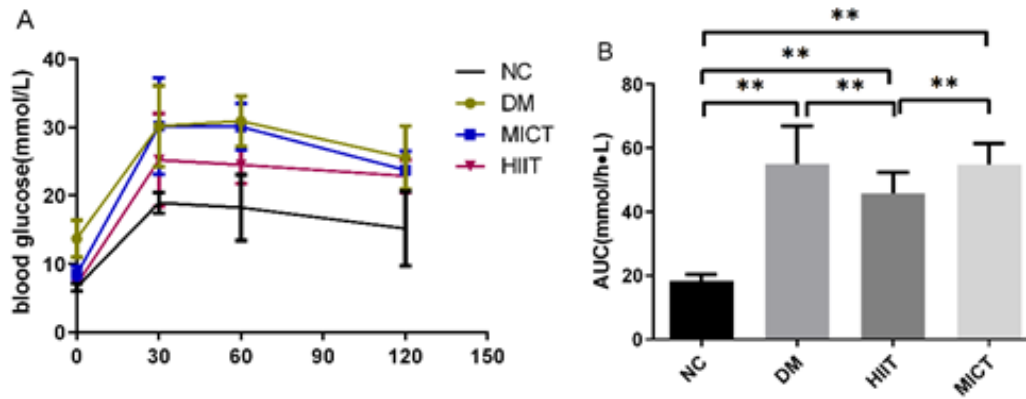 A
blood glucose(mmol/L)
40
30
20
10
0
0 30 60 90 120 150
NC
DM
MICT
HIIT
B
**
**
** ** **
AUC(mmol/h•L)
80
60
40
20
0
NC DM HIIT MICT